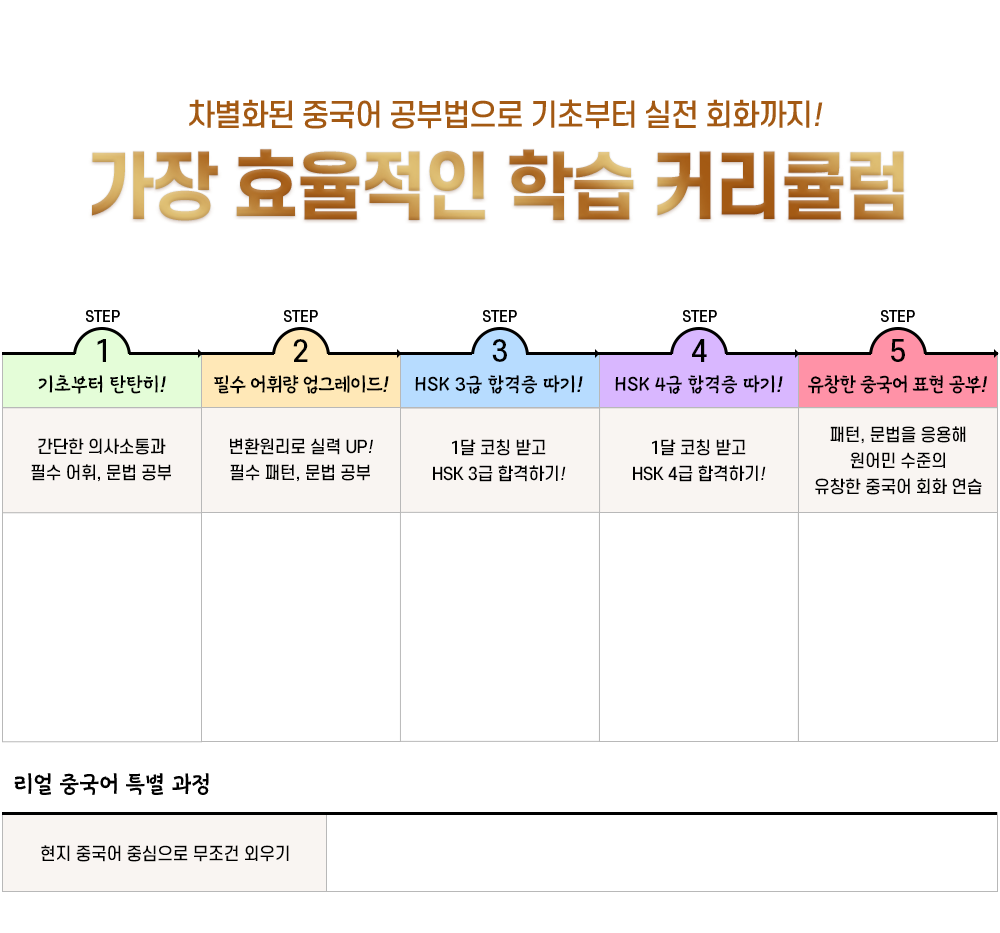 차별화된 중국어 공부법으로 기초부터 실전 회화까지!
가장 효율적인 학습 커리큘럼
STEP
1
기초부터 탄탄히!
간단한 의사소통과
필수 어휘, 문법 공부
STEP
2
필수 어휘량 업그레이드!
변환원리로 실력 UP!
필수 패턴, 문법 공부
STEP
3
HSK 3급 합격증 따기!
1달 코칭 받고
HSK 3급 합격하기!
STEP
4
HSK 4급 합격증 따기!
1달 코칭 받고
HSK 4급 합격하기!
STEP
5
유창한 중국어 표현 공부!
패턴, 문법을 응용해
원어민 수준의
유창한 중국어 회화 연습
리얼 중국어 특별 과정
현지 중국어 중심으로 무조건 외우기